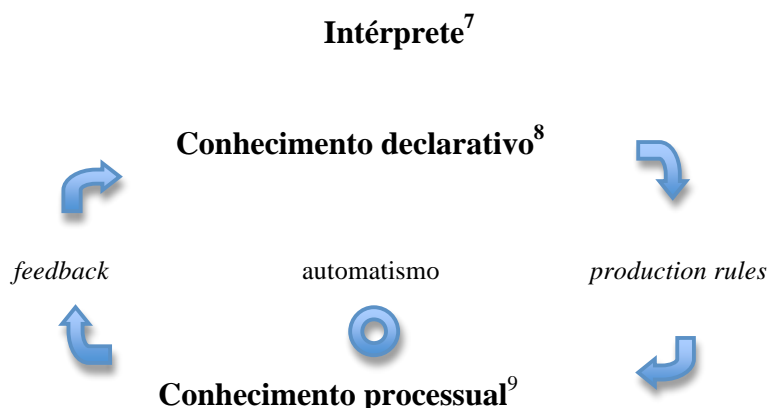 Intérprete⁷
Conhecimento declarativo⁸
feedback automatismo production rules
Conhecimento processual⁹